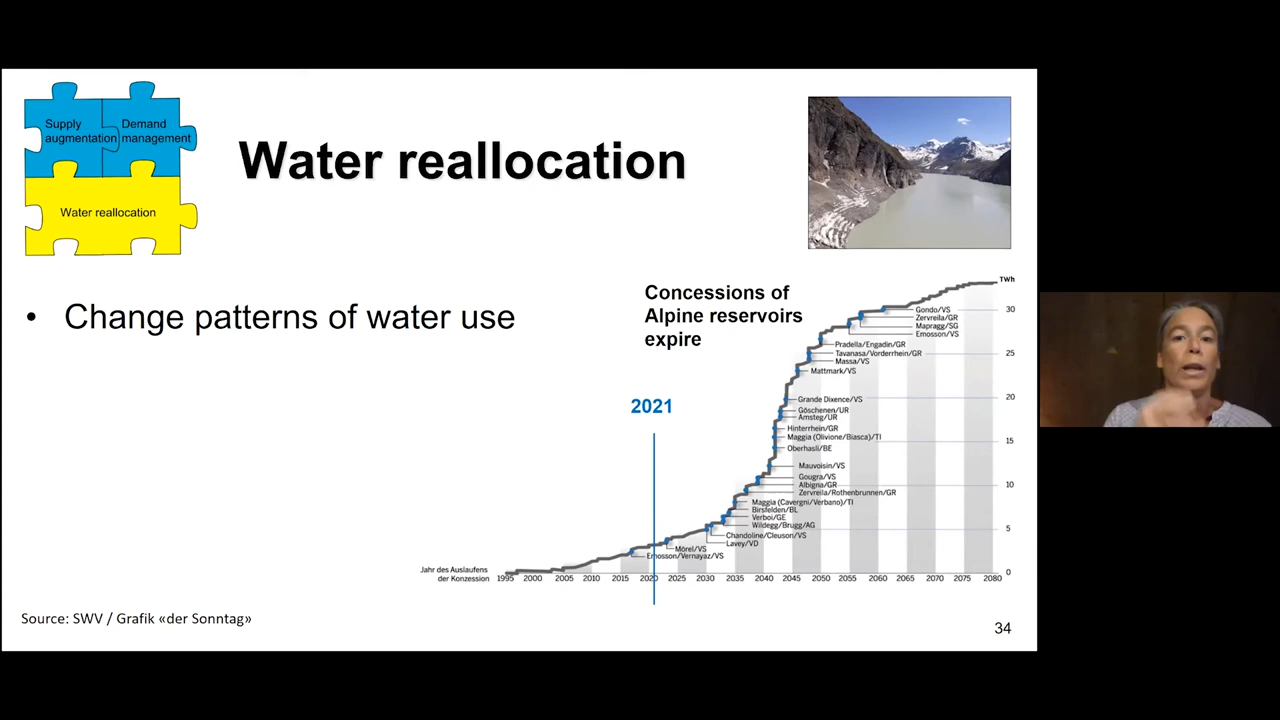 Supply
augmentation
Demand
management
Water reallocation
Water reallocation
• Change patterns of water use
Concessions of
Alpine reservoirs
expire
2021
TWh
30
25
20
15
10
5
0
Gondo/VS
Zervreila/GR
Mapragg/SG
Emosson/VS
Pradella/Engadin/GR
Tavanasa/Vorderrhein/GR
Massa/VS
Mattmark/VS
Grande Dixence/VS
Göschenen/UR
Amsteg/UR
Hinterrhein/GR
Maggia (Olivione/Biasca)/TI
Oberhasli/BE
Mauvoisin/VS
Gougra/VS
Albigna/GR
Zervreila/Rothenbrunnen/GR
Maggia (Cavergni/Verbano)/TI
Birsfelden/BL
Verboi/GE
Wildegg/Brugg/AG
Chandoline/Cleuson/VS
Lavey/VD
Mörel/VS
Emosson/Vernayaz/VS
Jahr des Auslaufens
der Konzession
1995 2000 2005 2010 2015 2020 2025 2030 2035 2040 2045 2050 2055 2060 2065 2070 2075 2080
Source: SWV / Grafik «der Sonntag»
34